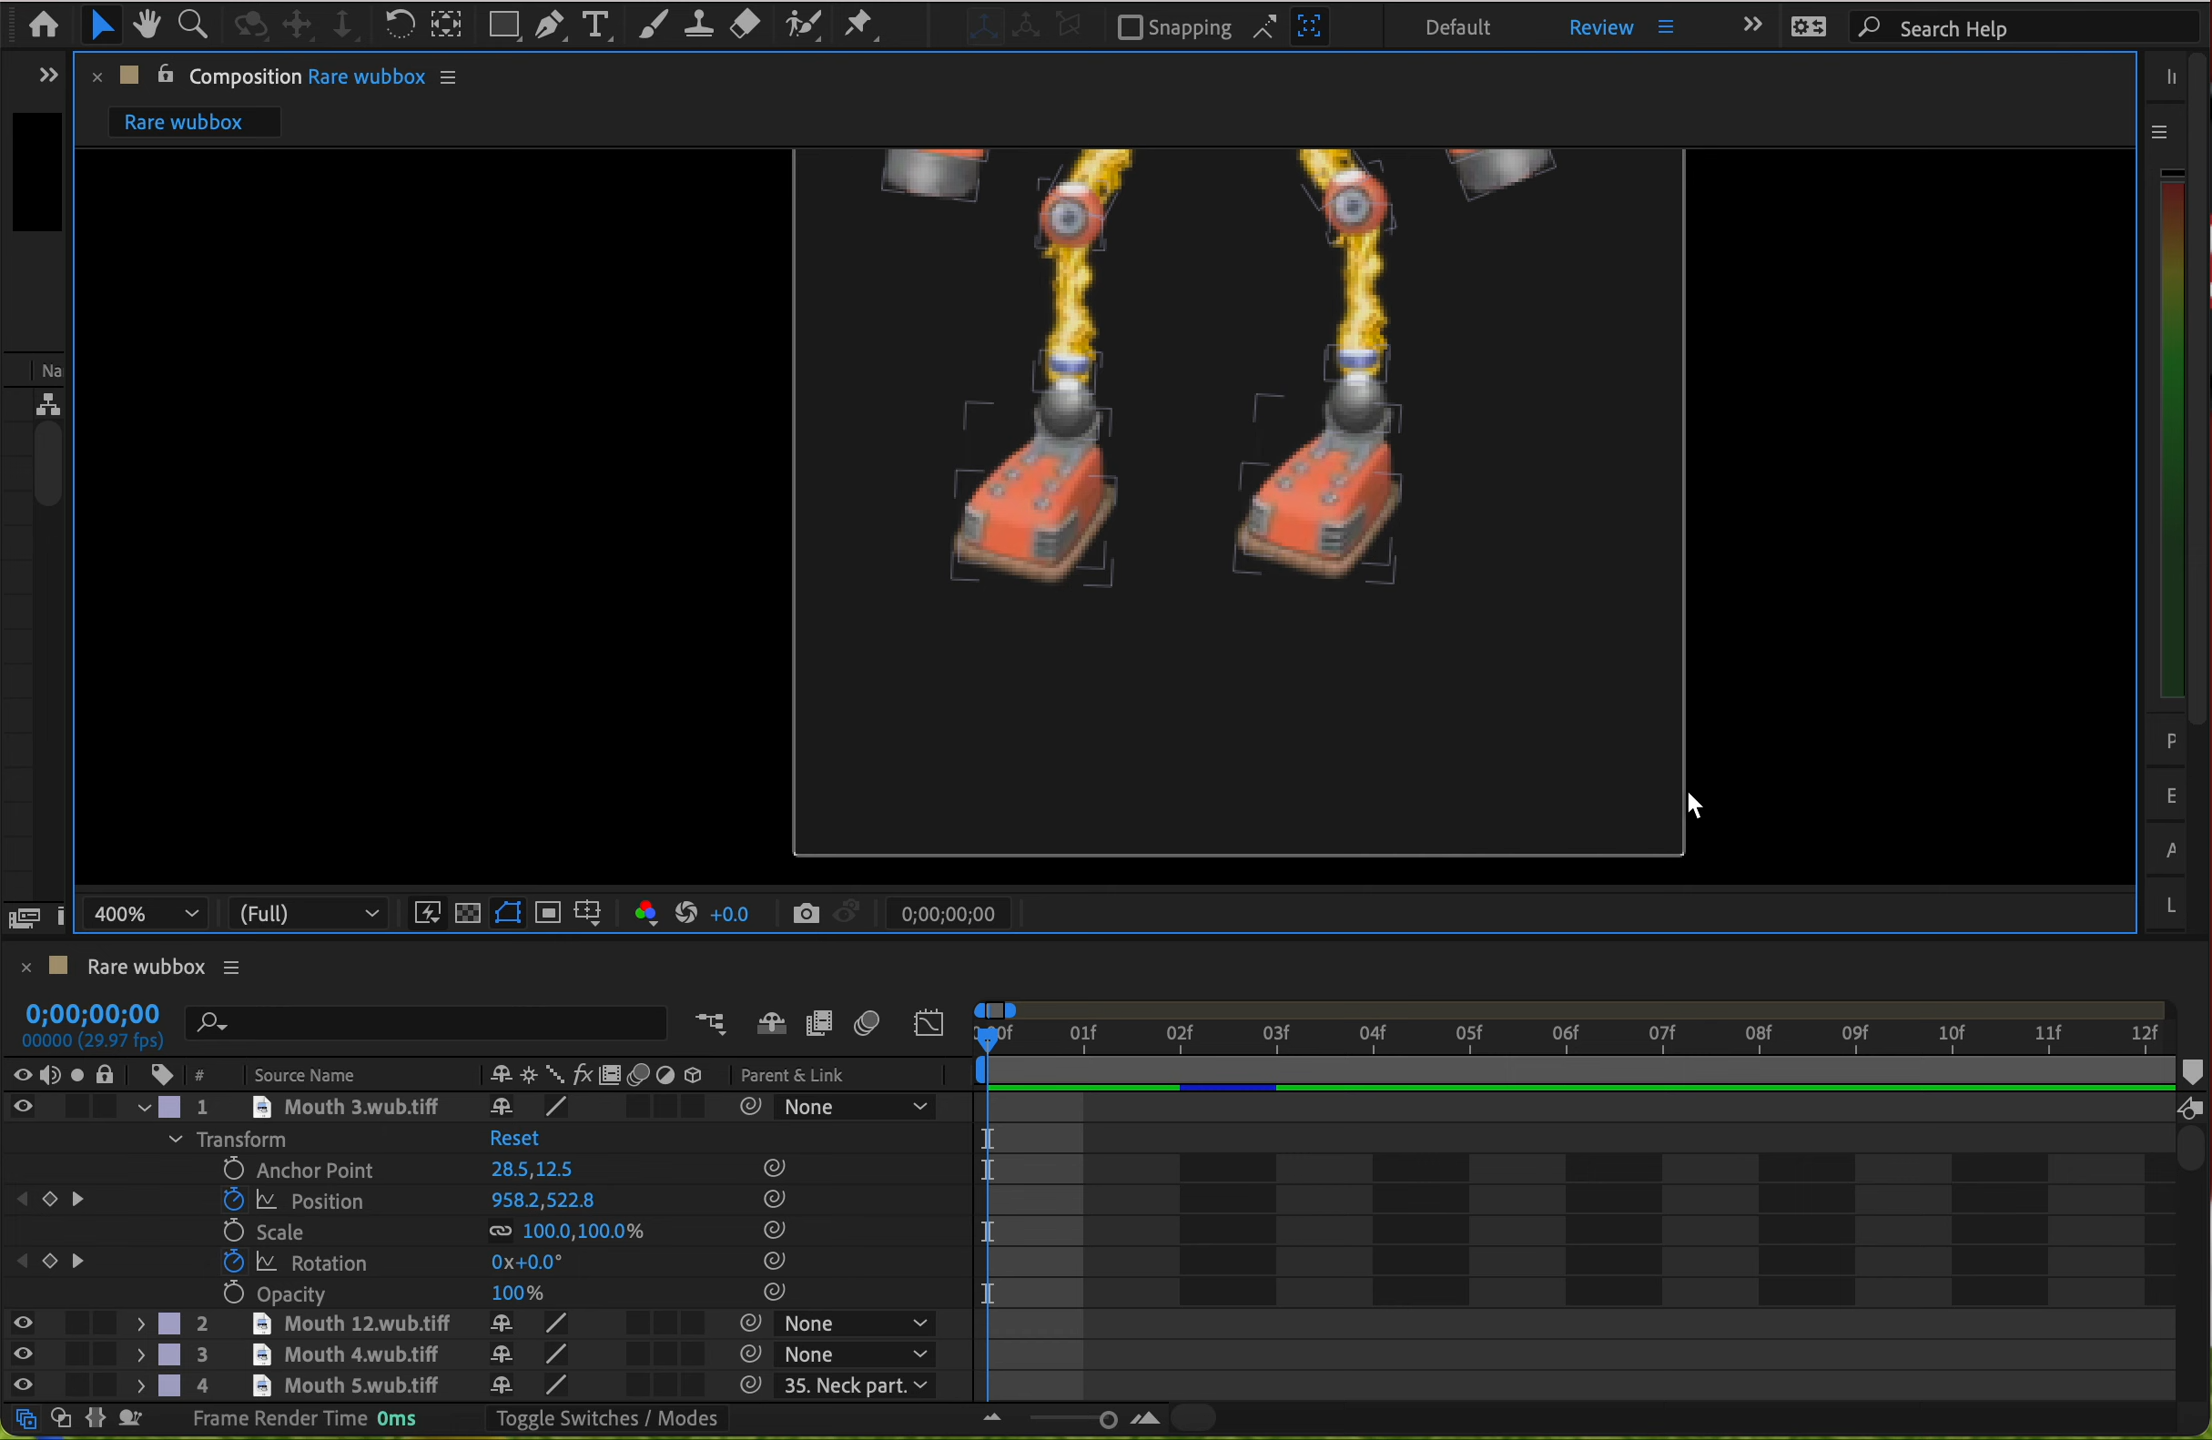 Snapping
Default
Review
Search Help
Composition Rare wubbox
Rare wubbox
Na
P
E
A
L
400%
(Full)
+0.0
0;00;00;00
Rare wubbox
0;00;00;00
00000 (29.97 fps)
01f 02f 03f 04f 05f 06f 07f 08f 09f 10f 11f 12f
# Source Name fx Parent & Link
1 Mouth 3.wub.tiff None
Transform Reset
Anchor Point 28.5,12.5
Position 958.2,522.8
Scale 100.0,100.0%
Rotation 0x+0.0°
Opacity 100%
2 Mouth 12.wub.tiff None
3 Mouth 4.wub.tiff None
4 Mouth 5.wub.tiff 35. Neck part.
Frame Render Time 0ms Toggle Switches / Modes